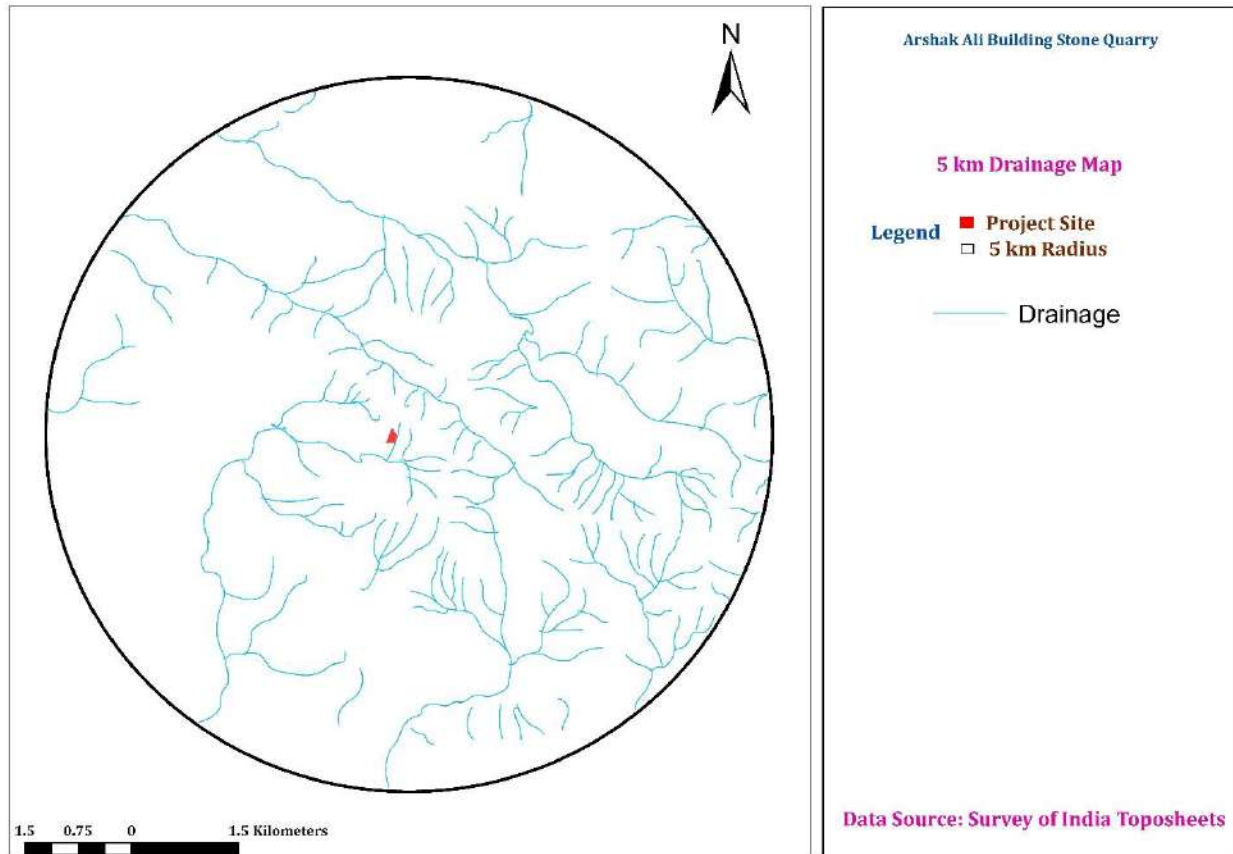 N
1.5 0.75 0 1.5 Kilometers
Arshak Ali Building Stone Quarry
5 km Drainage Map
Legend
Project Site
5 km Radius
Drainage
Data Source: Survey of India Toposheets